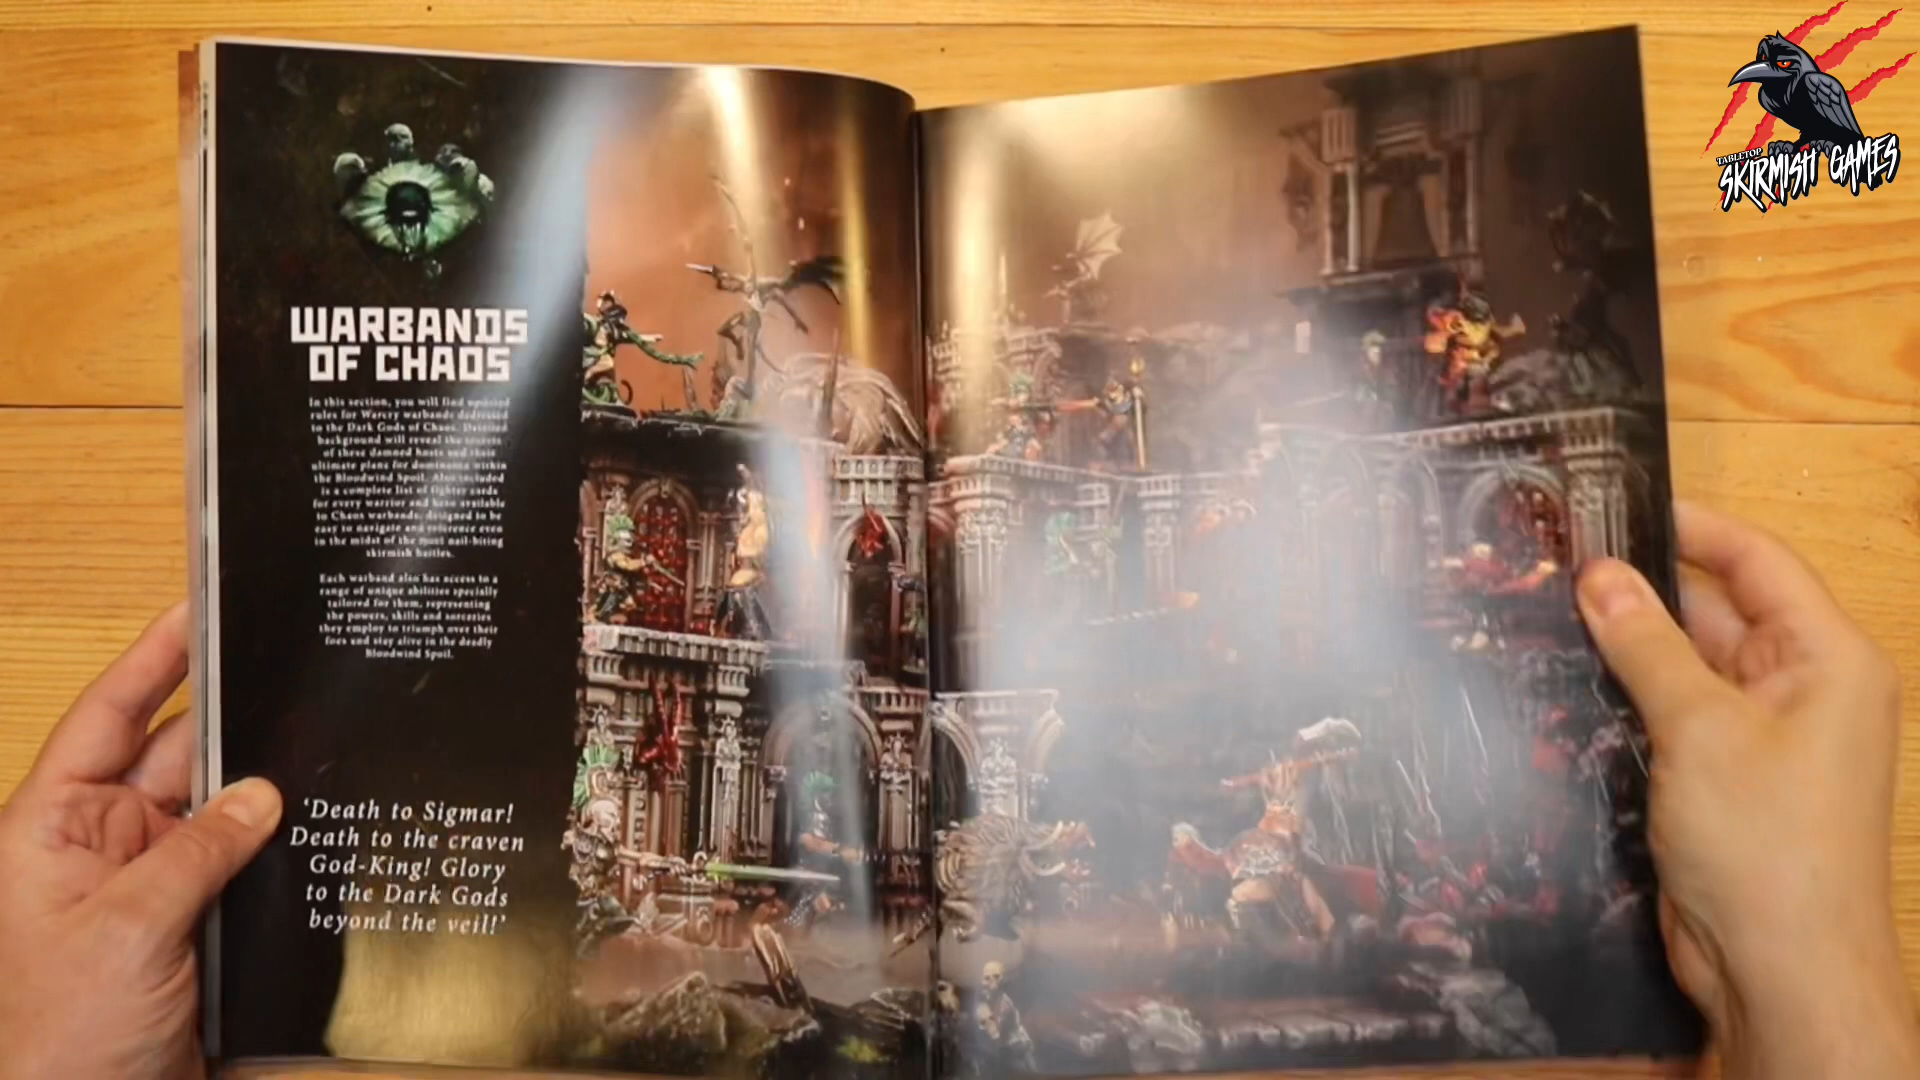 WARBANDS
OF CHAOS
In this section, you will find updated
rules for Warcry warbands dedicated
to the Dark Gods of Chaos. Detailed
background will reveal the secrets
of these damned hosts and their
ultimate plans for dominance within
the Bloodwind Spoil. Also included
is a complete list of fighter cards
for every warrior and hero available
to Chaos warbands, designed to be
easy to navigate and reference even
in the midst of the most nail-biting
skirmish battles.
Each warband also has access to a
range of unique abilities specially
tailored for them, representing
the powers, skills and sorceries
they employ to triumph over their
foes and stay alive in the deadly
Bloodwind Spoil.
‘Death to Sigmar!
Death to the craven
God-King! Glory
to the Dark Gods
beyond the veil!’
TABLETOP
SKIRMISH GAMES